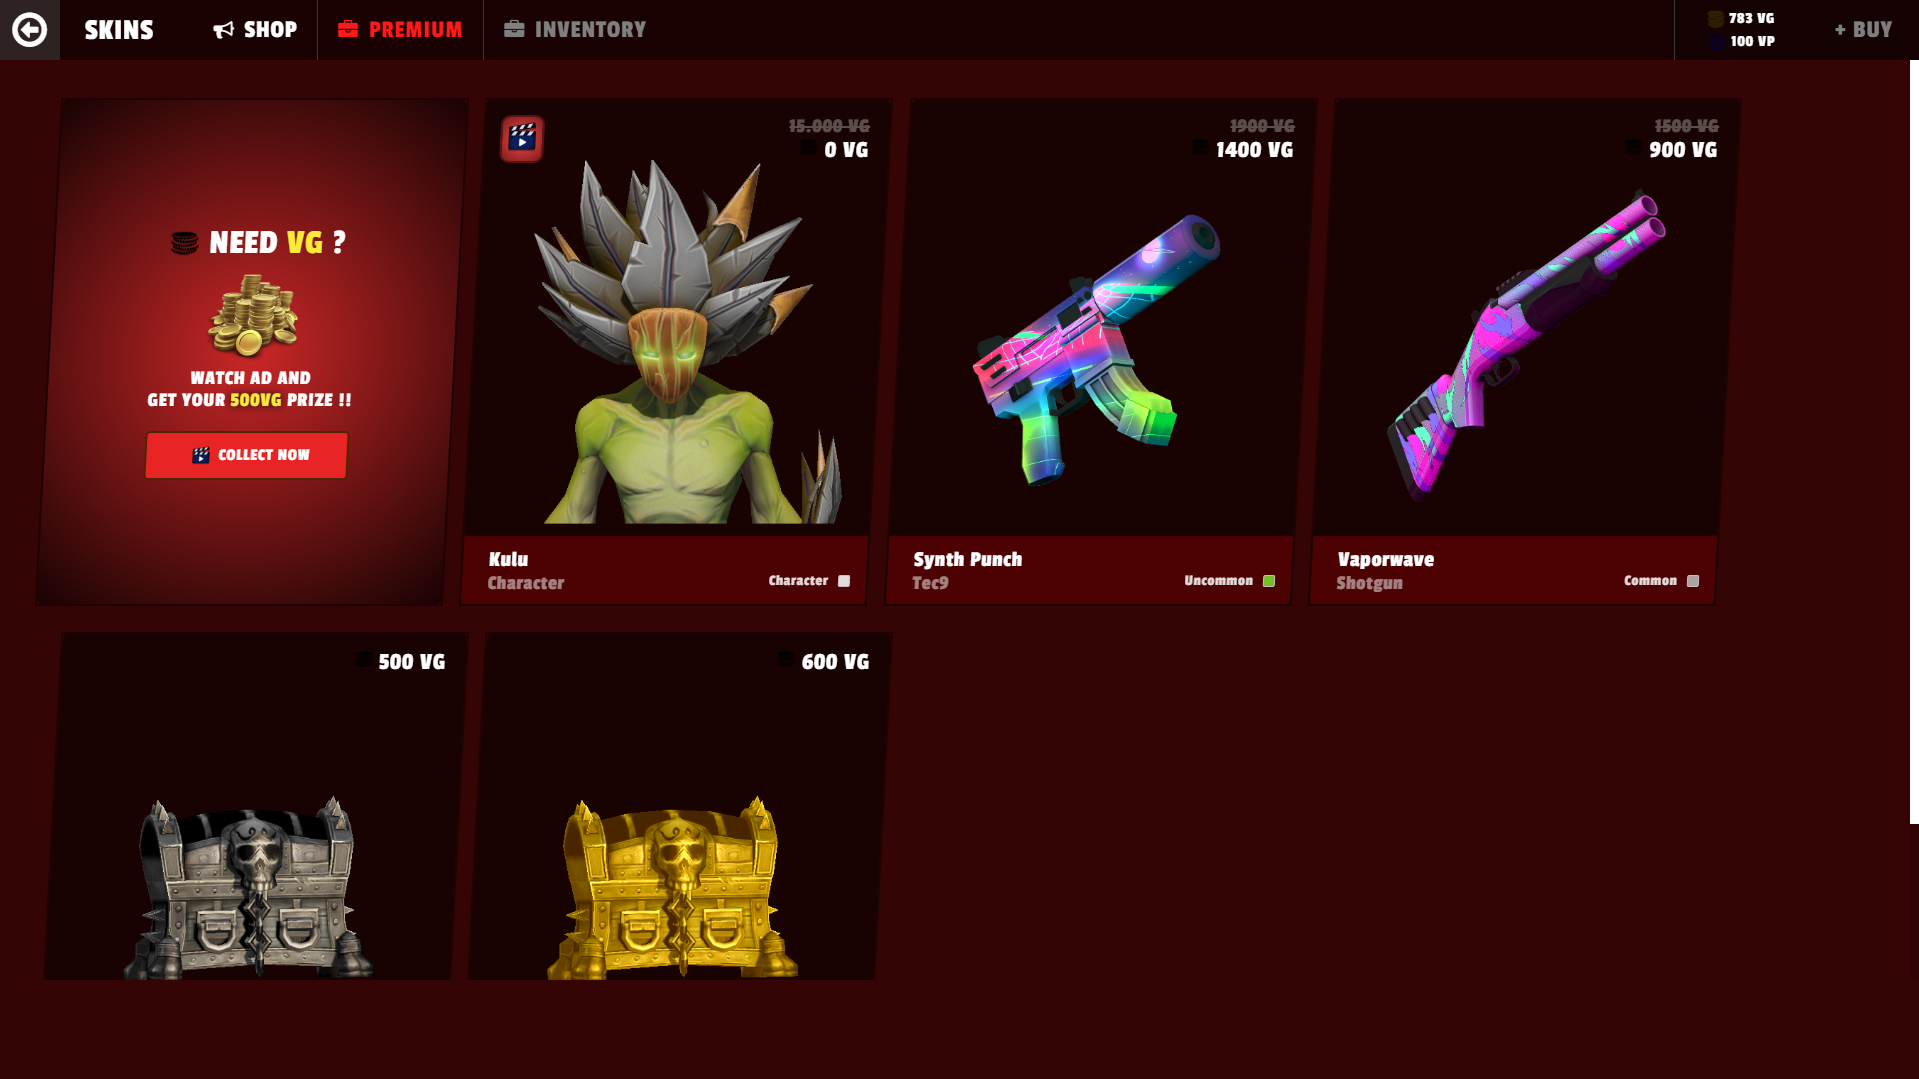 SKINS
SHOP
PREMIUM
INVENTORY
783 VG
100 VP
+ BUY
NEED VG ?
WATCH AD AND
GET YOUR 500VG PRIZE !!
COLLECT NOW
15.000 VG
0 VG
Kulu
Character
Character
1900 VG
1400 VG
Synth Punch
Tec9
Uncommon
1500 VG
900 VG
Vaporwave
Shotgun
Common
500 VG
600 VG